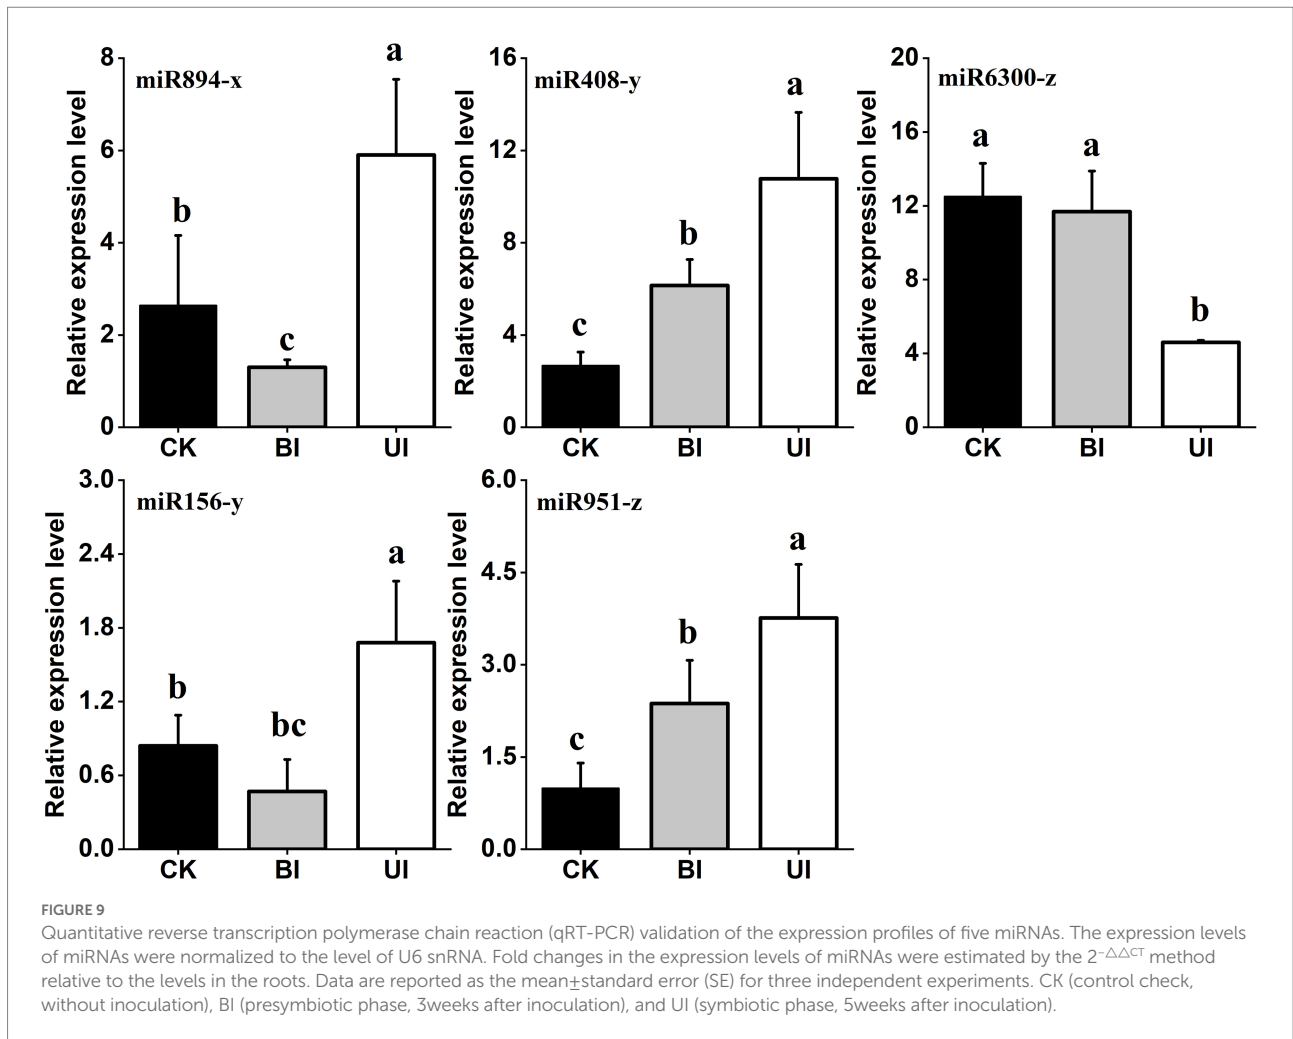 miR894-x
Relative expression level
8
6
4
2
0
b
c
a
CK
BI
UI
miR408-y
Relative expression level
16
12
8
4
0
c
b
a
CK
BI
UI
miR6300-z
Relative expression level
20
16
12
8
4
0
a
a
b
CK
BI
UI
miR156-y
Relative expression level
3.0
2.4
1.8
1.2
0.6
0.0
b
bc
a
CK
BI
UI
miR951-z
Relative expression level
6.0
4.5
3.0
1.5
0.0
c
b
a
CK
BI
UI
FIGURE 9
Quantitative reverse transcription polymerase chain reaction (qRT-PCR) validation of the expression profiles of five miRNAs. The expression levels
of miRNAs were normalized to the level of U6 snRNA. Fold changes in the expression levels of miRNAs were estimated by the 2−△△CT method
relative to the levels in the roots. Data are reported as the mean±standard error (SE) for three independent experiments. CK (control check,
without inoculation), BI (presymbiotic phase, 3weeks after inoculation), and UI (symbiotic phase, 5weeks after inoculation).